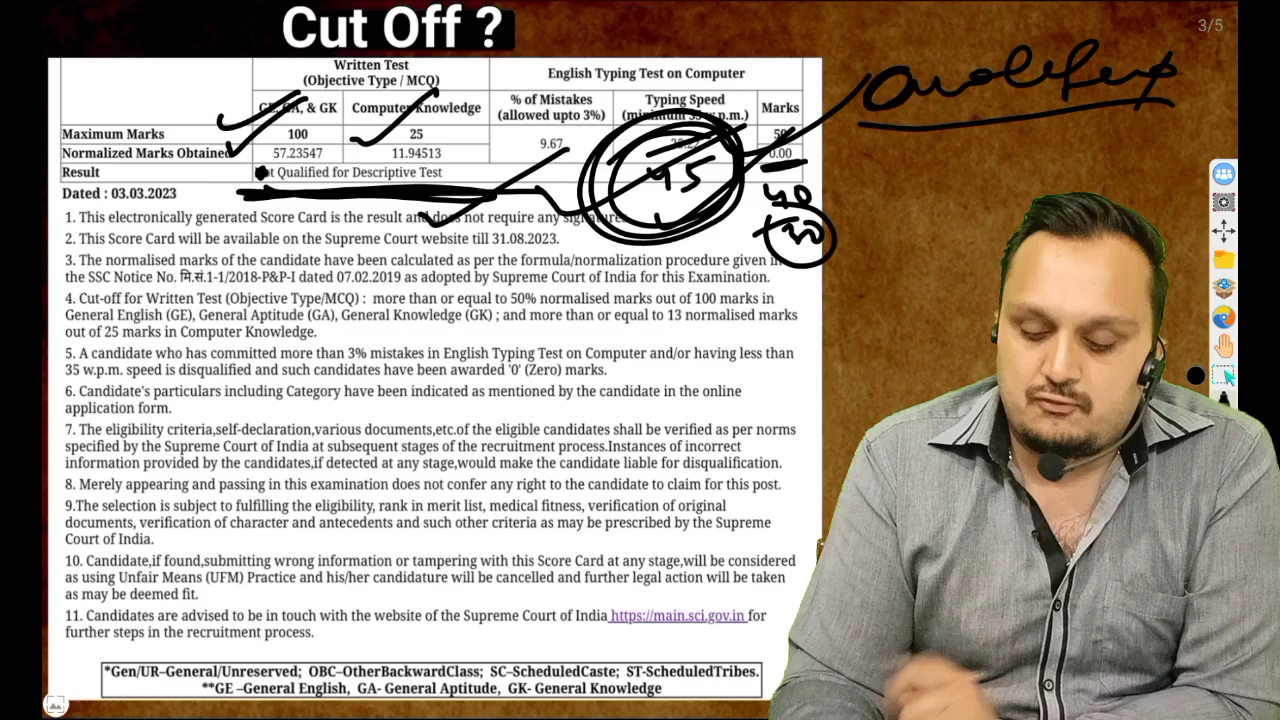 Cut Off ?
3/5
Written Test
(Objective Type / MCQ)
English Typing Test on Computer
GE, GA, & GK
Computer Knowledge
% of Mistakes
(allowed upto 3%)
Typing Speed
(minimum 35 w.p.m.)
Marks
Maximum Marks 100 25 50
Normalized Marks Obtained 57.23547 11.94513 9.67 0.00
Result Not Qualified for Descriptive Test
45
Dated : 03.03.2023
1. This electronically generated Score Card is the result and does not require any signature.
2. This Score Card will be available on the Supreme Court website till 31.08.2023.
3. The normalised marks of the candidate have been calculated as per the formula/normalization procedure given in
the SSC Notice No. मि.सं.1-1/2018-P&P-I dated 07.02.2019 as adopted by Supreme Court of India for this Examination.
4. Cut-off for Written Test (Objective Type/MCQ) : more than or equal to 50% normalised marks out of 100 marks in
General English (GE), General Aptitude (GA), General Knowledge (GK) ; and more than or equal to 13 normalised marks
out of 25 marks in Computer Knowledge.
5. A candidate who has committed more than 3% mistakes in English Typing Test on Computer and/or having less than
35 w.p.m. speed is disqualified and such candidates have been awarded '0' (Zero) marks.
6. Candidate's particulars including Category have been indicated as mentioned by the candidate in the online
application form.
7. The eligibility criteria,self-declaration,various documents,etc.of the eligible candidates shall be verified as per norms
specified by the Supreme Court of India at subsequent stages of the recruitment process.Instances of incorrect
information provided by the candidates,if detected at any stage,would make the candidate liable for disqualification.
8. Merely appearing and passing in this examination does not confer any right to the candidate to claim for this post.
9.The selection is subject to fulfilling the eligibility, rank in merit list, medical fitness, verification of original
documents, verification of character and antecedents and such other criteria as may be prescribed by the Supreme
Court of India.
10. Candidate,if found,submitting wrong information or tampering with this Score Card at any stage,will be considered
as using Unfair Means (UFM) Practice and his/her candidature will be cancelled and further legal action will be taken
as may be deemed fit.
11. Candidates are advised to be in touch with the website of the Supreme Court of India https://main.sci.gov.in for
further steps in the recruitment process.
*Gen/UR–General/Unreserved; OBC–OtherBackwardClass; SC–ScheduledCaste; ST-ScheduledTribes.
**GE –General English, GA- General Aptitude, GK- General Knowledge